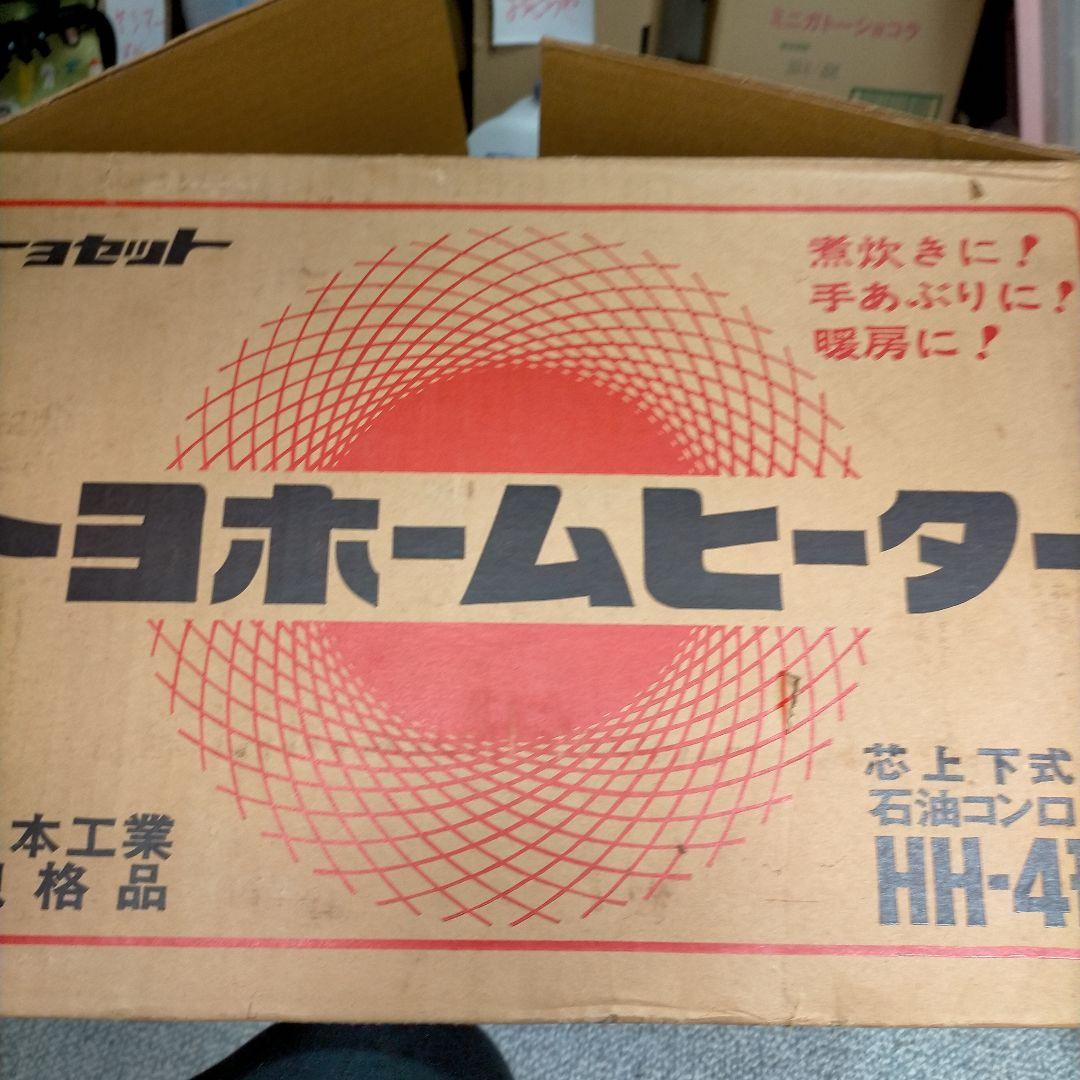 ミニガトーショコラ
ーヨセット
煮炊きに!
手あぶりに!
暖房に!
トヨホームヒーター
本工業
格品
芯上下式
石油コンロ
HH-4